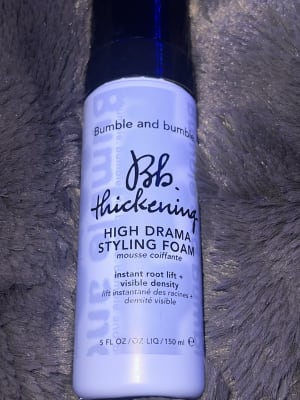 Bumble and bumble
Bb.
thickening
HIGH DRAMA
STYLING FOAM
mousse coiffante
instant root lift +
visible density
lift instantané des racines +
densité visible
5 FL OZ/OZ. LIQ/150 ml ℮